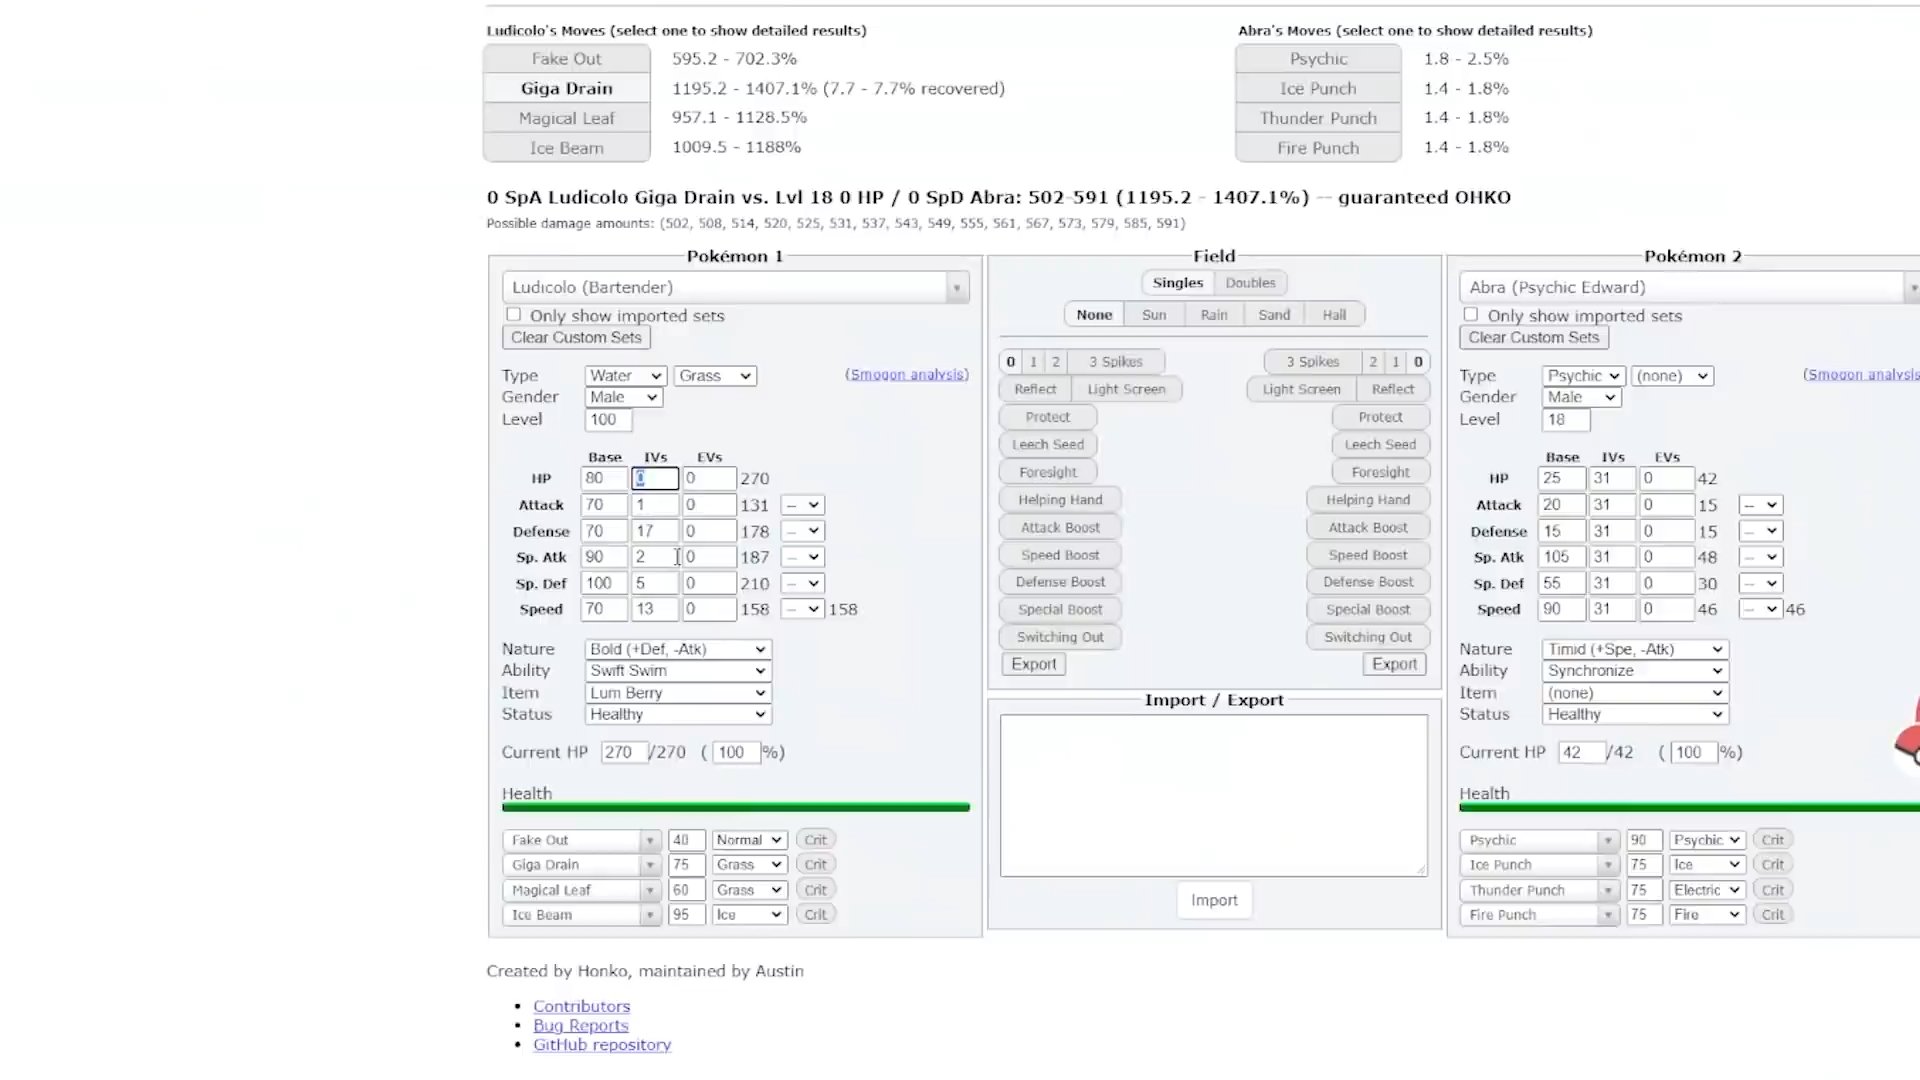 Ludicolo's Moves (select one to show detailed results)
Fake Out 595.2 - 702.3%
Giga Drain 1195.2 - 1407.1% (7.7 - 7.7% recovered)
Magical Leaf 957.1 - 1128.5%
Ice Beam 1009.5 - 1188%
Abra's Moves (select one to show detailed results)
Psychic 1.8 - 2.5%
Ice Punch 1.4 - 1.8%
Thunder Punch 1.4 - 1.8%
Fire Punch 1.4 - 1.8%
0 SpA Ludicolo Giga Drain vs. Lvl 18 0 HP / 0 SpD Abra: 502-591 (1195.2 - 1407.1%) -- guaranteed OHKO
Possible damage amounts: (502, 508, 514, 520, 525, 531, 537, 543, 549, 555, 561, 567, 573, 579, 585, 591)
Pokémon 1
Ludicolo (Bartender)
Only show imported sets
Clear Custom Sets
Type Water Grass (Smogon analysis)
Gender Male
Level 100
Base IVs EVs
HP 80 0 0 270
Attack 70 1 0 131 --
Defense 70 17 0 178 --
Sp. Atk 90 2 0 187 --
Sp. Def 100 5 0 210 --
Speed 70 13 0 158 -- 158
Nature Bold (+Def, -Atk)
Ability Swift Swim
Item Lum Berry
Status Healthy
Current HP 270 /270 ( 100 %)
Health
Fake Out 40 Normal Crit
Giga Drain 75 Grass Crit
Magical Leaf 60 Grass Crit
Ice Beam 95 Ice Crit
Field
Singles Doubles
None Sun Rain Sand Hail
0 1 2 3 Spikes 3 Spikes 2 1 0
Reflect Light Screen Light Screen Reflect
Protect Protect
Leech Seed Leech Seed
Foresight Foresight
Helping Hand Helping Hand
Attack Boost Attack Boost
Speed Boost Speed Boost
Defense Boost Defense Boost
Special Boost Special Boost
Switching Out Switching Out
Export Export
Import / Export
Import
Pokémon 2
Abra (Psychic Edward)
Only show imported sets
Clear Custom Sets
Type Psychic (none) (Smogon analysis
Gender Male
Level 18
Base IVs EVs
HP 25 31 0 42
Attack 20 31 0 15 --
Defense 15 31 0 15 --
Sp. Atk 105 31 0 48 --
Sp. Def 55 31 0 30 --
Speed 90 31 0 46 -- 46
Nature Timid (+Spe, -Atk)
Ability Synchronize
Item (none)
Status Healthy
Current HP 42 /42 ( 100 %)
Health
Psychic 90 Psychic Crit
Ice Punch 75 Ice Crit
Thunder Punch 75 Electric Crit
Fire Punch 75 Fire Crit
Created by Honko, maintained by Austin
Contributors
Bug Reports
GitHub repository